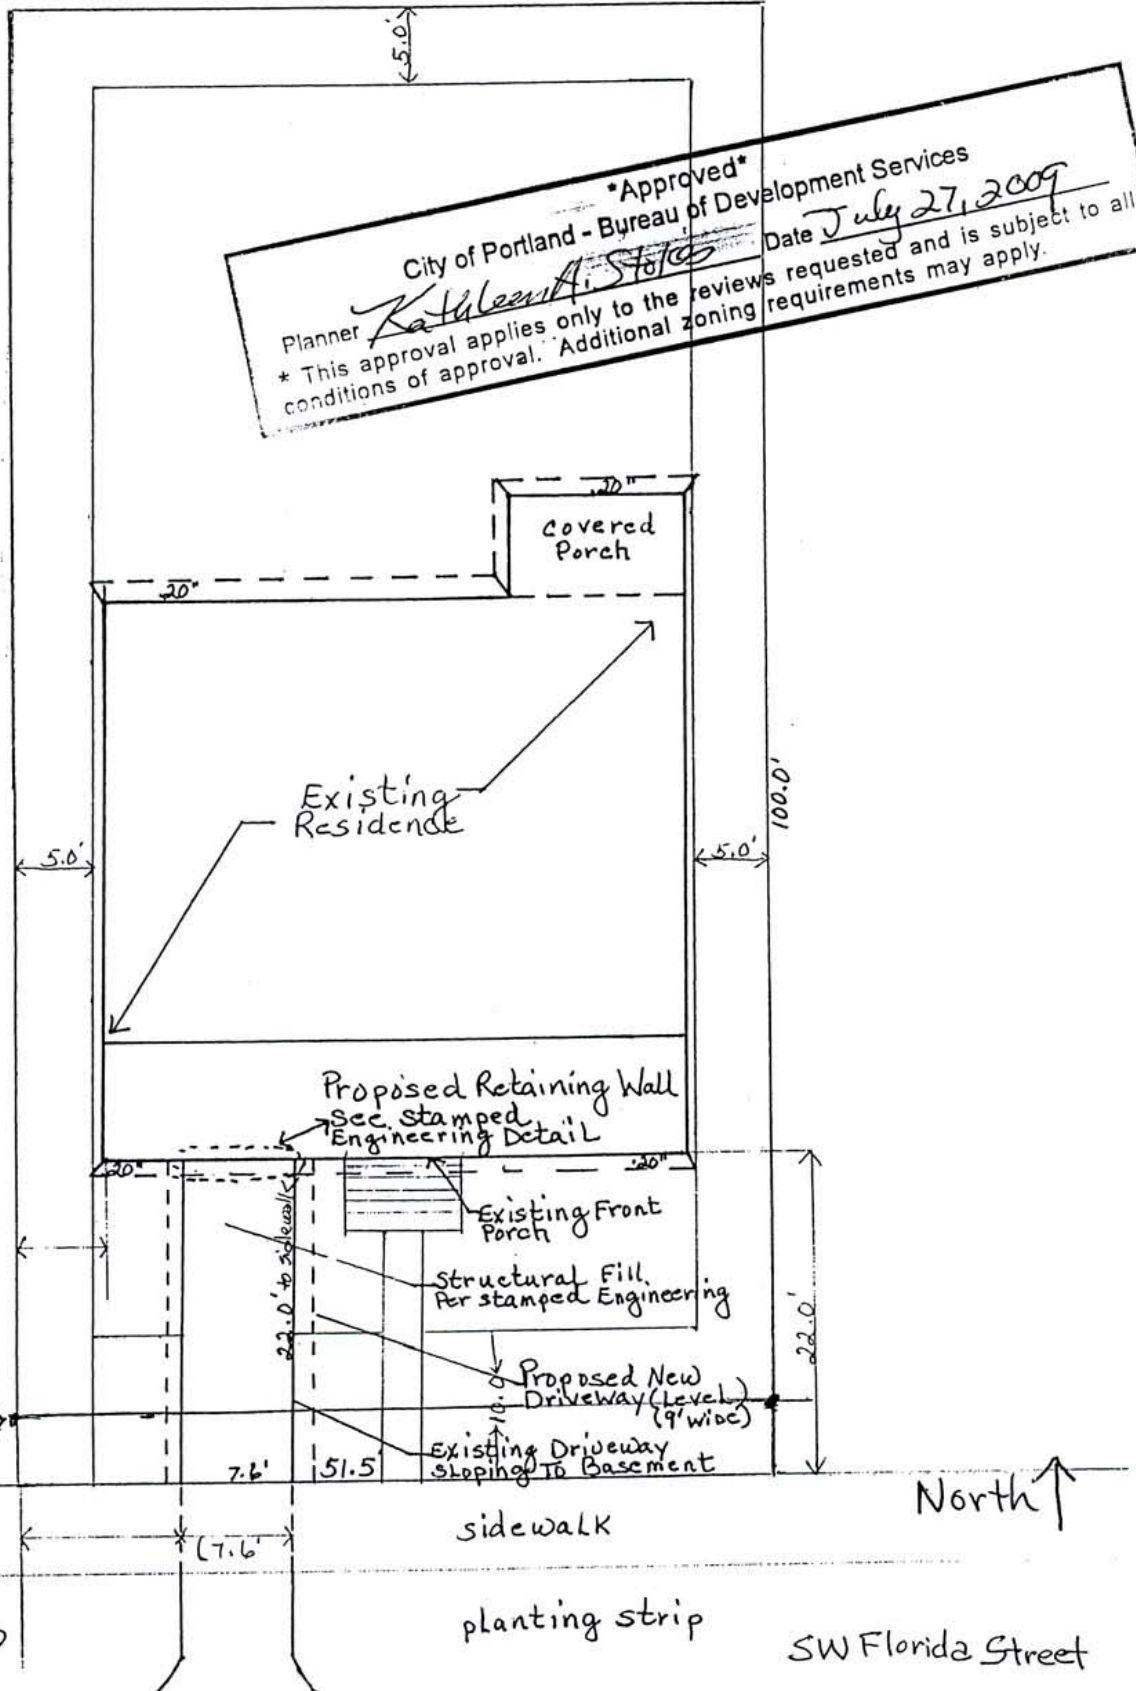 5.0'
*Approved*
City of Portland - Bureau of Development Services
Planner Kathleen A. Stokes Date July 27, 2009
* This approval applies only to the reviews requested and is subject to all
conditions of approval. Additional zoning requirements may apply.
20"
Covered
Porch
20"
Existing
Residence
100.0'
5.0'
5.0'
Proposed Retaining Wall
See Stamped
Engineering Detail
20"
20"
Existing Front
Porch
22.0' to sidewalk
Structural Fill
Per stamped Engineering
22.0'
Proposed New
Driveway (Level)
(9' wide)
10.0'
Existing Driveway
Sloping To Basement
7.6'
51.5
North
sidewalk
(7.6'
planting strip
SW Florida Street